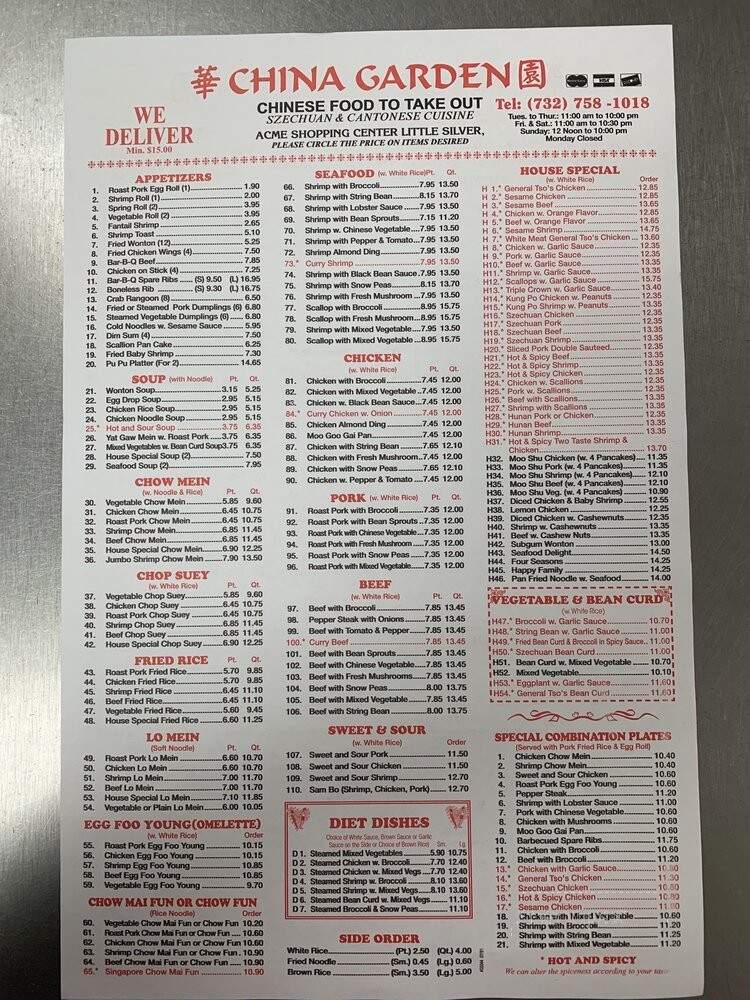 華 CHINA GARDEN 園
WE
DELIVER
Min. $15.00
CHINESE FOOD TO TAKE OUT
SZECHUAN & CANTONESE CUISINE
ACME SHOPPING CENTER LITTLE SILVER,
PLEASE CIRCLE THE PRICE ON ITEMS DESIRED
VISA
Tel: (732) 758 -1018
Tues. to Thur.: 11:00 am to 10:00 pm
Fri. & Sat.: 11:00 am to 10:30 pm
Sunday: 12 Noon to 10:00 pm
Monday Closed
APPETIZERS
1. Roast Pork Egg Roll (1) 1.90
2. Shrimp Roll (1) 2.00
3. Spring Roll (2) 3.95
4. Vegetable Roll (2) 3.95
5. Fantail Shrimp 2.65
6. Shrimp Toast 5.10
7. Fried Wonton (12) 5.25
8. Fried Chicken Wings (4) 7.50
9. Bar-B-Q Beef 7.85
10. Chicken on Stick (4) 7.25
11. Bar-B-Q Spare Ribs (S) 9.50 (L) 16.95
12. Boneless Rib (S) 9.30 (L) 16.75
13. Crab Rangoon (8) 6.50
14. Fried or Steamed Pork Dumplings (6) 6.80
15. Steamed Vegetable Dumplings (6) 6.80
16. Cold Noodles w. Sesame Sauce 5.95
17. Dim Sum (4) 7.50
18. Scallion Pan Cake 6.25
19. Fried Baby Shrimp 7.30
20. Pu Pu Platter (For 2) 14.65
SOUP (with Noodle) Pt. Qt.
21. Wonton Soup 3.15 5.25
22. Egg Drop Soup 2.95 5.15
23. Chicken Rice Soup 2.95 5.15
24. Chicken Noodle Soup 2.95 5.15
25.* Hot and Sour Soup 3.75 6.35
26. Yat Gaw Mein w. Roast Pork 3.75 6.35
27. Mixed Vegetables w. Bean Curd Soup 3.75 6.35
28. House Special Soup (2) 7.50
29. Seafood Soup (2) 7.95
CHOW MEIN
(w. Noodle & Rice) Pt. Qt.
30. Vegetable Chow Mein 5.85 9.60
31. Chicken Chow Mein 6.45 10.75
32. Roast Pork Chow Mein 6.45 10.75
33. Shrimp Chow Mein 6.85 11.45
34. Beef Chow Mein 6.85 11.45
35. House Special Chow Mein 6.90 12.25
36. Jumbo Shrimp Chow Mein 7.90 13.50
CHOP SUEY
(w. White Rice) Pt. Qt.
37. Vegetable Chop Suey 5.85 9.60
38. Chicken Chop Suey 6.45 10.75
39. Roast Pork Chop Suey 6.45 10.75
40. Shrimp Chop Suey 6.85 11.45
41. Beef Chop Suey 6.85 11.45
42. House Special Chop Suey 6.90 12.25
FRIED RICE Pt. Qt.
43. Roast Pork Fried Rice 5.70 9.85
44. Chicken Fried Rice 5.70 9.85
45. Shrimp Fried Rice 6.45 11.10
46. Beef Fried Rice 6.45 11.10
47. Vegetable Fried Rice 5.60 9.45
48. House Special Fried Rice 6.60 11.25
LO MEIN
(Soft Noodle) Pt. Qt.
49. Roast Pork Lo Mein 6.60 10.70
50. Chicken Lo Mein 6.60 10.70
51. Shrimp Lo Mein 7.00 11.70
52. Beef Lo Mein 7.00 11.70
53. House Special Lo Mein 7.10 11.85
54. Vegetable or Plain Lo Mein 6.00 10.05
EGG FOO YOUNG(OMELETTE)
(w. White Rice) Order
55. Roast Pork Egg Foo Young 10.15
56. Chicken Egg Foo Young 10.15
57. Shrimp Egg Foo Young 10.85
58. Beef Egg Foo Young 10.85
59. Vegetable Egg Foo Young 9.70
CHOW MAI FUN OR CHOW FUN
(Rice Noodle) Order
60. Vegetable Chow Mai Fun or Chow Fun 10.20
61. Roast Pork Chow Mai Fun or Chow Fun 10.60
62. Chicken Chow Mai Fun or Chow Fun 10.60
63. Shrimp Chow Mai Fun or Chow Fun 10.90
64. Beef Chow Mai Fun or Chow Fun 10.90
65.* Singapore Chow Mai Fun 10.90
SEAFOOD (w. White Rice) Pt. Qt.
66. Shrimp with Broccoli 7.95 13.50
67. Shrimp with String Bean 8.15 13.70
68. Shrimp with Lobster Sauce 7.95 13.50
69. Shrimp with Bean Sprouts 7.15 11.20
70. Shrimp w. Chinese Vegetable 7.95 13.50
71. Shrimp with Pepper & Tomato 7.95 13.50
72. Shrimp Almond Ding 7.95 13.50
73.* Curry Shrimp 7.95 13.50
74. Shrimp with Black Bean Sauce 7.95 13.50
75. Shrimp with Snow Peas 8.15 13.70
76. Shrimp with Fresh Mushroom 7.95 13.50
77. Scallop with Broccoli 8.95 15.75
78. Scallop with Fresh Mushroom 8.95 15.75
79. Shrimp with Mixed Vegetable 7.95 13.50
80. Scallop with Mixed Vegetable 8.95 15.75
CHICKEN
(w. White Rice) Pt. Qt.
81. Chicken with Broccoli 7.45 12.00
82. Chicken with Mixed Vegetable 7.45 12.00
83. Chicken w. Black Bean Sauce 7.45 12.00
84.* Curry Chicken w. Onion 7.45 12.00
85. Chicken Almond Ding 7.45 12.00
86. Moo Goo Gai Pan 7.45 12.00
87. Chicken with String Bean 7.65 12.10
88. Chicken with Fresh Mushroom 7.45 12.00
89. Chicken with Snow Peas 7.65 12.10
90. Chicken w. Pepper & Tomato 7.45 12.00
PORK (w. White Rice) Pt. Qt.
91. Roast Pork with Broccoli 7.35 12.00
92. Roast Pork with Bean Sprouts 7.35 12.00
93. Roast Pork with Chinese Vegetable 7.35 12.00
94. Roast Pork with Fresh Mushroom 7.35 12.00
95. Roast Pork with Snow Peas 7.35 12.00
96. Roast Pork with Mixed Vegetable 7.35 12.00
BEEF
(w. White Rice) Pt. Qt.
97. Beef with Broccoli 7.85 13.45
98. Pepper Steak with Onions 7.85 13.45
99. Beef with Tomato & Pepper 7.85 13.45
100.* Curry Beef 7.85 13.45
101. Beef with Bean Sprouts 7.85 13.45
102. Beef with Chinese Vegetable 7.85 13.45
103. Beef with Fresh Mushrooms 7.85 13.45
104. Beef with Snow Peas 8.00 13.75
105. Beef with Mixed Vegetable 7.85 13.45
106. Beef with String Bean 8.00 13.75
SWEET & SOUR
(w. White Rice) Order
107. Sweet and Sour Pork 11.50
108. Sweet and Sour Chicken 11.50
109. Sweet and Sour Shrimp 12.70
110. Sam Bo (Shrimp, Chicken, Pork) 12.70
DIET DISHES
Choice of White Sauce, Brown Sauce or Garlic
Sauce on the Side (Choice of Brown Rice) Sm. Lg.
D 1. Steamed Mixed Vegetables 5.90 10.75
D 2. Steamed Chicken w. Broccoli 7.70 12.40
D 3. Steamed Chicken w. Mixed Vegs 7.70 12.40
D 4. Steamed Shrimp w. Broccoli 8.10 13.60
D 5. Steamed Shrimp w. Mixed Vegs 8.10 13.60
D 6. Steamed Bean Curd w. Mixed Vegs 11.10
D 7. Steamed Broccoli & Snow Peas 11.10
SIDE ORDER
White Rice (Pt.) 2.50 (Qt.) 4.00
Fried Noodle (Sm.) 0.45 (Lg.) 0.60
Brown Rice (Sm.) 3.50 (Lg.) 5.00
HOUSE SPECIAL
(w. White Rice) Order
H 1.* General Tso's Chicken 12.85
H 2.* Sesame Chicken 12.85
H 3.* Sesame Beef 13.65
H 4.* Chicken w. Orange Flavor 12.85
H 5.* Beef w. Orange Flavor 13.65
H 6.* Sesame Shrimp 14.75
H 7.* White Meat General Tso's Chicken 13.60
H 8.* Chicken w. Garlic Sauce 12.35
H 9.* Pork w. Garlic Sauce 12.35
H10.* Beef w. Garlic Sauce 13.35
H11.* Shrimp w. Garlic Sauce 13.35
H12.* Scallops w. Garlic Sauce 15.75
H13.* Triple Crown w. Garlic Sauce 13.40
H14.* Kung Po Chicken w. Peanuts 12.35
H15.* Kung Po Shrimp w. Peanuts 13.35
H16.* Szechuan Chicken 12.35
H17.* Szechuan Pork 12.35
H18.* Szechuan Beef 13.35
H19.* Szechuan Shrimp 13.35
H20.* Sliced Pork Double Sauteed 12.35
H21.* Hot & Spicy Beef 13.35
H22.* Hot & Spicy Pork 12.35
H23.* Hot & Spicy Chicken 12.35
H24.* Chicken w. Scallions 12.35
H25.* Pork w. Scallions 12.35
H26.* Beef with Scallions 13.35
H27.* Shrimp with Scallions 13.35
H28.* Hunan Pork or Chicken 12.35
H29.* Hunan Beef 13.35
H30.* Hunan Shrimp 13.35
H31.* Hot & Spicy Two Taste Shrimp &
Chicken 13.70
H32. Moo Shu Chicken (w. 4 Pancakes) 11.35
H33. Moo Shu Pork (w. 4 Pancakes) 11.35
H34. Moo Shu Shrimp (w. 4 Pancakes) 12.10
H35. Moo Shu Beef (w. 4 Pancakes) 12.10
H36. Moo Shu Veg. (w. 4 Pancakes) 10.90
H37. Diced Chicken & Baby Shrimp 12.55
H38. Lemon Chicken 12.25
H39. Diced Chicken w. Cashewnuts 12.35
H40. Shrimp w. Cashewnuts 13.35
H41. Beef w. Cashew Nuts 13.35
H42. Subgum Wonton 13.00
H43. Seafood Delight 14.50
H44. Four Seasons 14.25
H45. Happy Family 14.25
H46. Pan Fried Noodle w. Seafood 14.00
VEGETABLE & BEAN CURD
(w. White Rice)
H47.* Broccoli w. Garlic Sauce 10.70
H48.* String Bean w. Garlic Sauce 11.00
H49.* Fried Bean Curd & Broccoli in Spicy Sauce 11.00
H50.* Szechuan Bean Curd 11.00
H51. Bean Curd w. Mixed Vegetable 10.70
H52. Mixed Vegetable 10.10
H53.* Eggplant w. Garlic Sauce 11.60
H54.* General Tso's Bean Curd 11.60
SPECIAL COMBINATION PLATES
(Served with Pork Fried Rice & Egg Roll)
1. Chicken Chow Mein 10.40
2. Shrimp Chow Mein 10.40
3. Sweet and Sour Chicken 10.60
4. Roast Pork Egg Foo Young 10.60
5. Pepper Steak 11.20
6. Shrimp with Lobster Sauce 11.00
7. Pork with Chinese Vegetable 10.60
8. Chicken with Mushrooms 10.60
9. Moo Goo Gai Pan 10.60
10. Barbecued Spare Ribs 11.75
11. Chicken with Broccoli 10.60
12. Beef with Broccoli 11.20
13.* Chicken with Garlic Sauce 10.80
14.* General Tso's Chicken 11.30
15.* Szechuan Chicken 10.80
16.* Hot & Spicy Chicken 10.80
17.* Sesame Chicken 11.80
18. Chicken with Mixed Vegetable 10.60
19. Shrimp with Broccoli 11.20
20. Shrimp with String Bean 11.25
21. Shrimp with Mixed Vegetable 11.20
* HOT AND SPICY
We can alter the spiceness according to your taste